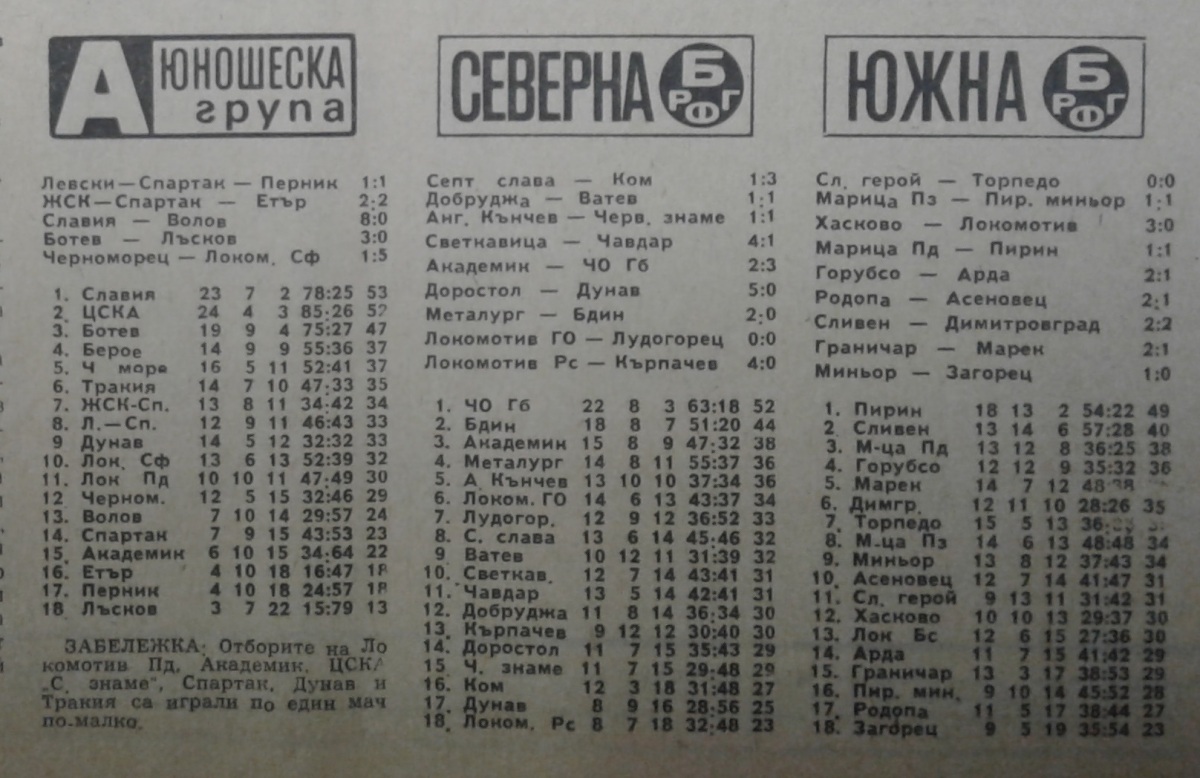 А ЮНОШЕСКА
група
Левски—Спартак — Перник 1:1
ЖСК—Спартак — Етър 2:2
Славия — Волов 8:0
Ботев — Лъсков 3:0
Черноморец — Локом. Сф 1:5
1. Славия 23 7 2 78:25 53
2. ЦСКА 24 4 3 85:26 52
3. Ботев 19 9 4 75:27 47
4. Берое 14 9 9 55:36 37
5. Ч море 16 5 11 52:41 37
6. Тракия 14 7 10 47:33 35
7. ЖСК-Сп. 13 8 11 34:42 34
8. Л.—Сп. 12 9 11 46:43 33
9 Дунав 14 5 12 32:32 33
10. Лок. Сф 13 6 13 52:39 32
11. Лок Пд 10 10 11 47:49 30
12 Черном. 12 5 15 32:46 29
13. Волов 7 10 14 29:57 24
14. Спартак 7 9 15 43:53 23
15. Академик 6 10 15 34:64 22
16. Етър 4 10 18 16:47 18
17. Перник 4 10 18 24:57 18
18. Лъсков 3 7 22 15:79 13
ЗАБЕЛЕЖКА: Отборите на Ло
комотив Пд, Академик, ЦСКА
„С. знаме", Спартак, Дунав и
Тракия са играли по един мач
по-малко.
СЕВЕРНА Б РФГ
Септ слава — Ком 1:3
Добруджа — Ватев 1:1
Анг. Кънчев — Черв. знаме 1:1
Светкавица — Чавдар 4:1
Академик — ЧО Гб 2:3
Доростол — Дунав 5:0
Металург — Бдин 2:0
Локомотив ГО — Лудогорец 0:0
Локомотив Рс — Кърпачев 4:0
1. ЧО Гб 22 8 3 63:18 52
2. Бдин 18 8 7 51:20 44
3. Академик 15 8 9 47:32 38
4. Металург 14 8 11 55:37 36
5. А. Кънчев 13 10 10 37:34 36
6. Локом. ГО 14 6 13 43:37 34
7. Лудогор. 12 9 12 36:52 33
8. С. слава 13 6 14 45:46 32
9 Ватев 10 12 11 31:39 32
10. Светкав. 12 7 14 43:41 31
11. Чавдар 13 5 14 42:41 31
12. Добруджа 11 8 14 36:34 30
13. Кърпачев 9 12 12 30:40 30
14. Доростол 11 7 15 35:43 29
15 Ч. знаме 11 7 15 29:48 29
16. Ком 12 3 18 31:48 27
17. Дунав 8 9 16 28:56 25
18. Локом. Рс 8 7 18 32:48 23
ЮЖНА Б РФГ
Сл. герой — Торпедо 0:0
Марица Пз — Пир. миньор 1:1
Хасково — Локомотив 3:0
Марица Пд — Пирин 1:1
Горубсо — Арда 2:1
Родопа — Асеновец 2:1
Сливен — Димитровград 2:2
Граничар — Марек 2:1
Миньор — Загорец 1:0
1. Пирин 18 13 2 54:22 49
2. Сливен 13 14 6 57:28 40
3. М-ца Пд 13 12 8 36:25 38
4. Горубсо 12 12 9 35:32 36
5. Марек 14 7 12
6. Димгр. 12 11 10 28:26 35
7. Торпедо 15 5 13
8. М-ца Пз 14 6 13 48:48 34
9. Миньор 13 8 12 37:43 34
10. Асеновец 12 7 14 41:47 31
11. Сл. герой 9 13 11 31:42 31
12. Хасково 10 10 13 29:37 30
13. Лок Бс 12 6 15 27:36 30
14. Арда 11 7 15 41:42 29
15. Граничар 13 3 17 38:53 29
16. Пир. мин. 9 10 14 45:52 28
17. Родопа 11 5 17 38:44 27
18. Загорец 9 5 19 35:54 23